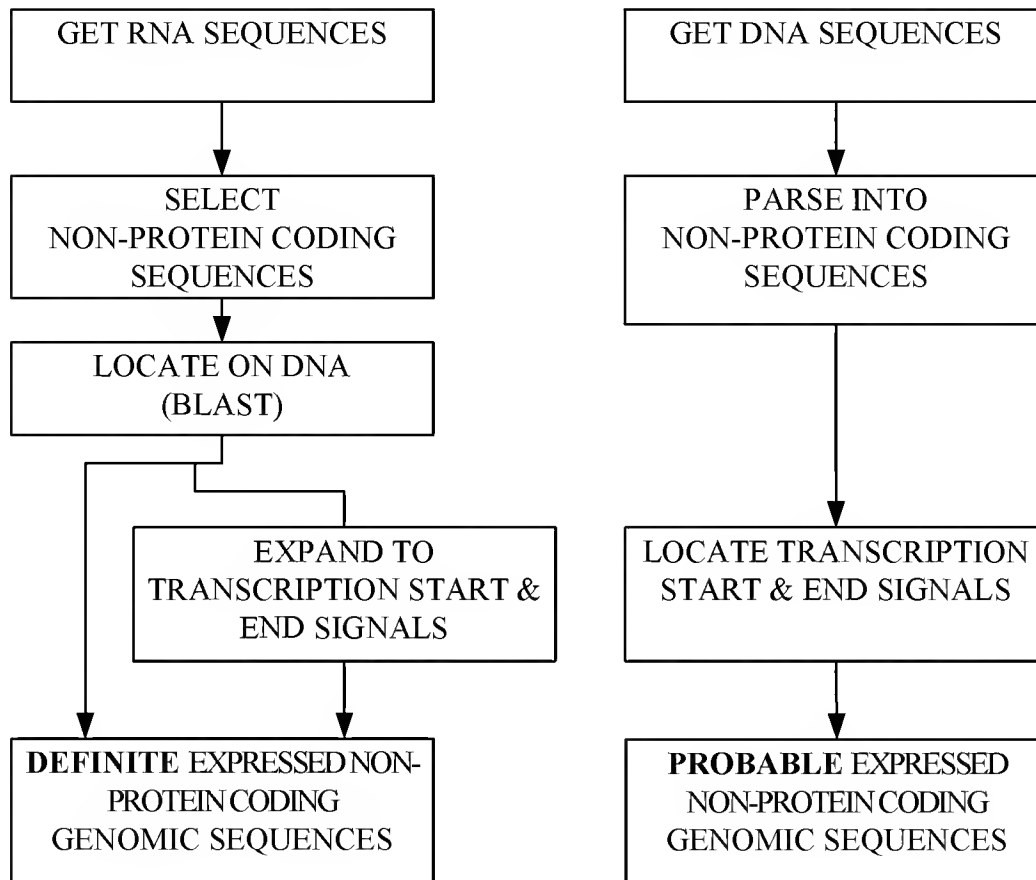 GET RNA SEQUENCES
SELECT
NON-PROTEIN CODING
SEQUENCES
LOCATE ON DNA
(BLAST)
EXPAND TO
TRANSCRIPTION START &
END SIGNALS
DEFINITE EXPRESSED NON-
PROTEIN CODING
GENOMIC SEQUENCES
GET DNA SEQUENCES
PARSE INTO
NON-PROTEIN CODING
SEQUENCES
LOCATE TRANSCRIPTION
START & END SIGNALS
PROBABLE EXPRESSED
NON-PROTEIN CODING
GENOMIC SEQUENCES